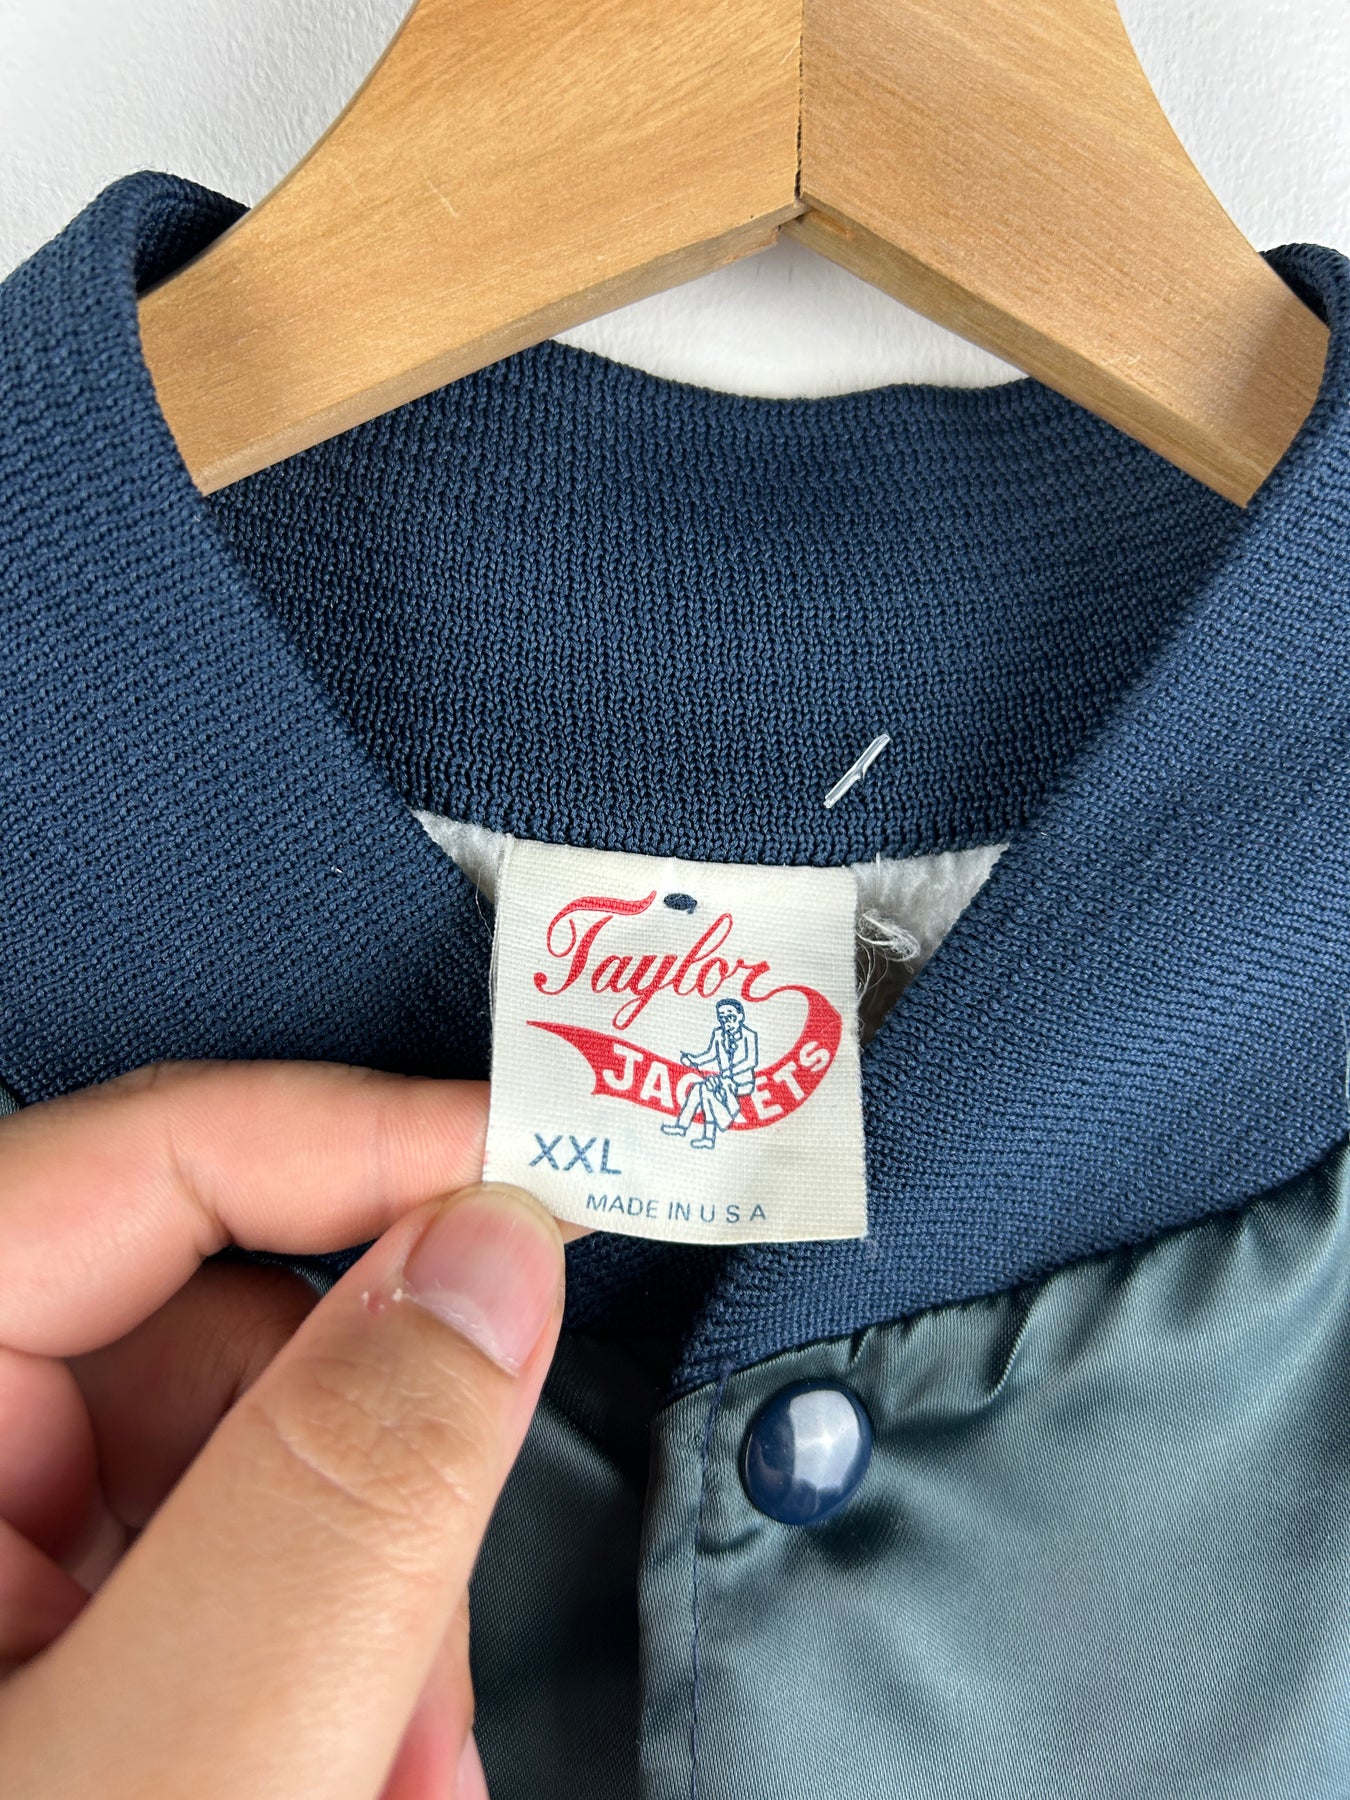 Taylor
JACKETS
XXL
MADE IN U S A